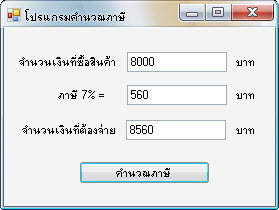 โปรแกรมคำนวณภาษี
จำนวนเงินที่ซื้อสินค้า 8000 บาท
ภาษี 7% = 560 บาท
จำนวนเงินที่ต้องจ่าย 8560 บาท
คำนวณภาษี